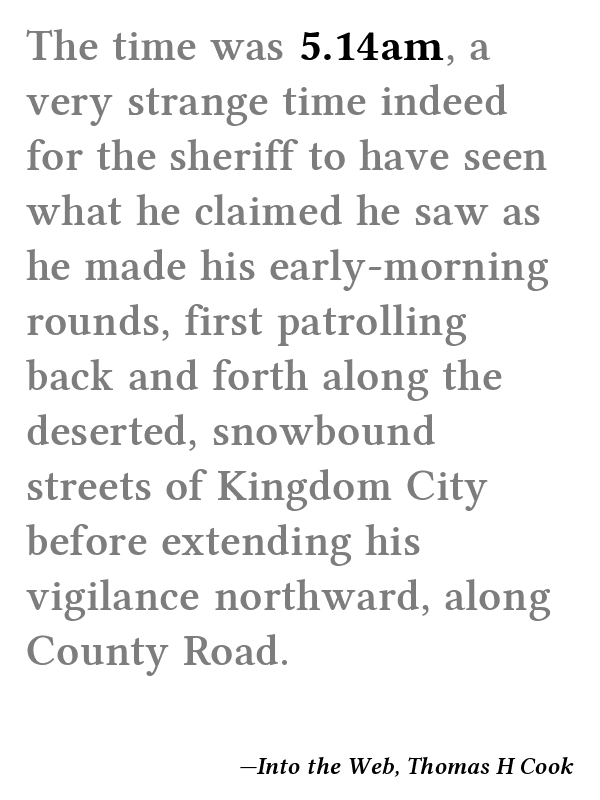 The time was 5.14am, a
very strange time indeed
for the sheriff to have seen
what he claimed he saw as
he made his early-morning
rounds, first patrolling
back and forth along the
deserted, snowbound
streets of Kingdom City
before extending his
vigilance northward, along
County Road.
—Into the Web, Thomas H Cook